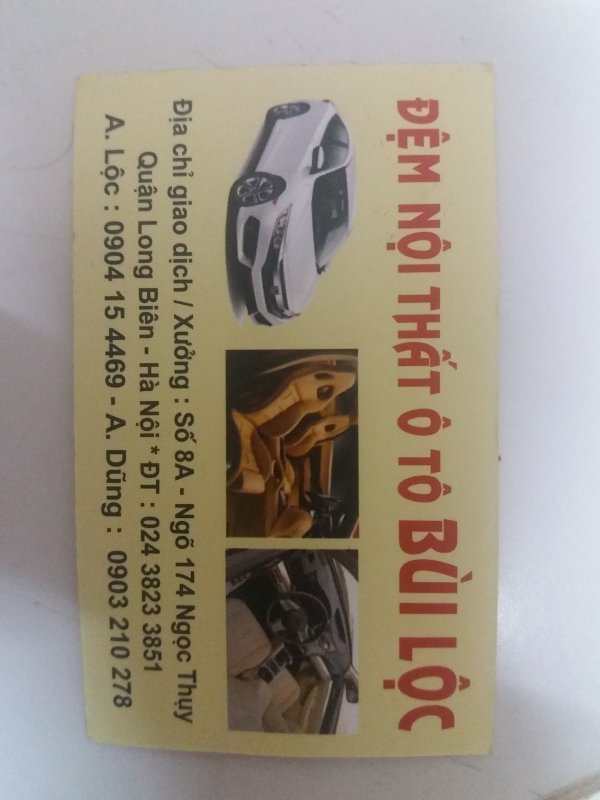 ĐỆM NỘI THẤT Ô TÔ BÙI LỘC
Địa chỉ giao dịch / Xưởng : Số 8A - Ngõ 174 Ngọc Thụy
Quận Long Biên - Hà Nội * ĐT : 024 3823 3851
A. Lộc : 0904 15 4469 - A. Dũng : 0903 210 278